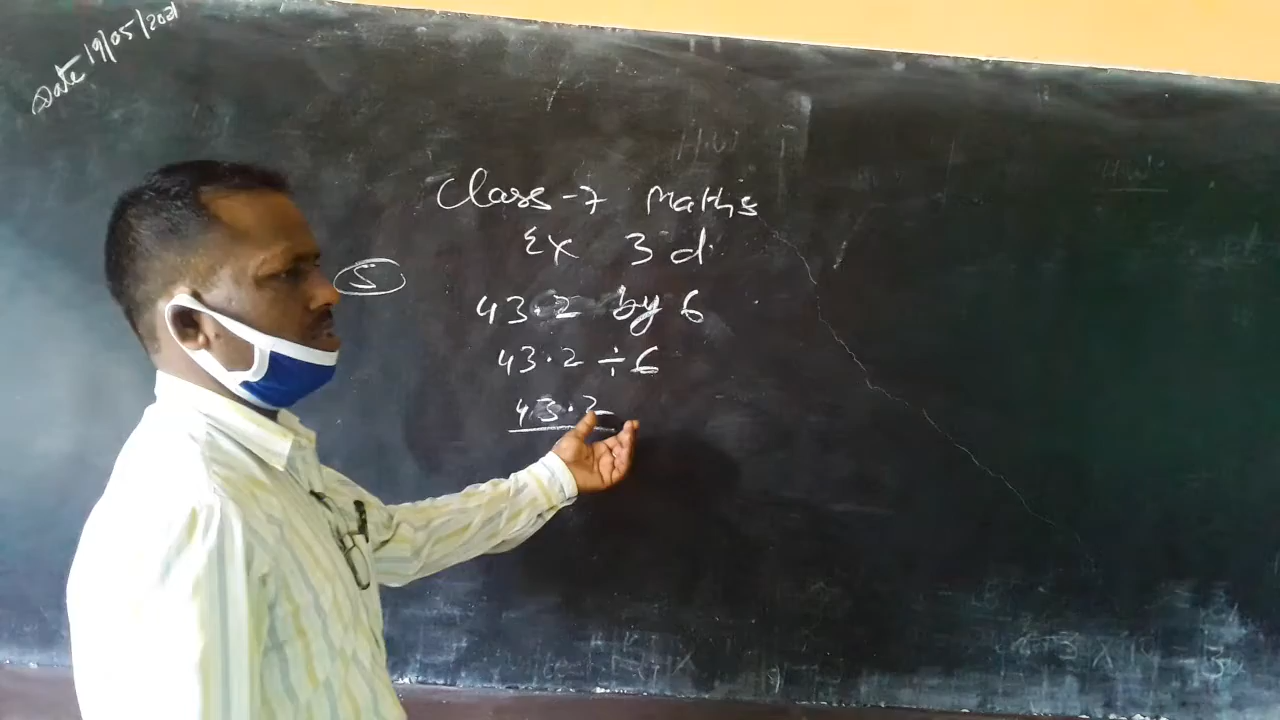 Date 19/05/2021
Class-7 Maths
Ex 3d
5
43.2 by 6
43.2 ÷ 6
43.2
H.W
H.W